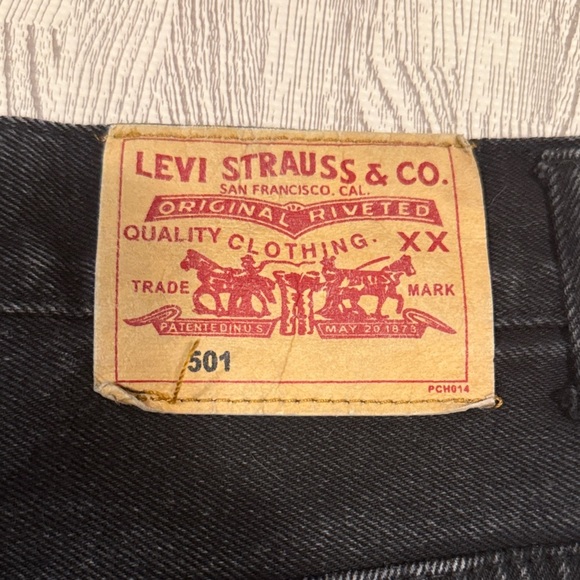 LEVI STRAUSS & CO.
SAN FRANCISCO, CAL.
ORIGINAL RIVETED
QUALITY CLOTHING. XX
TRADE MARK
PATENTED IN U.S. MAY 20 1873
501
PCH014